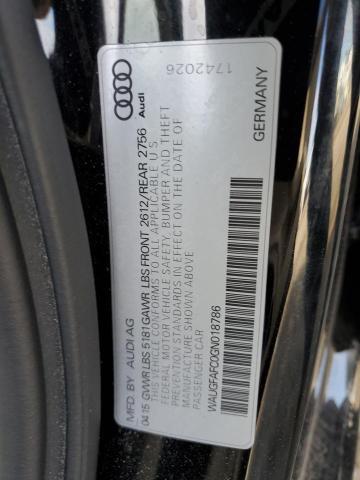 1742026
Audi
GERMANY
MFD. BY AUDI AG
04-15 GVWR LBS 5181 GAWR LBS FRONT 2612/REAR 2756
THIS VEHICLE CONFORMS TO ALL APPLICABLE U.S.
FEDERAL MOTOR VEHICLE SAFETY, BUMPER AND THEFT
PREVENTION STANDARDS IN EFFECT ON THE DATE OF
MANUFACTURE SHOWN ABOVE.
PASSENGER CAR
WAUGFAFC0GN018786